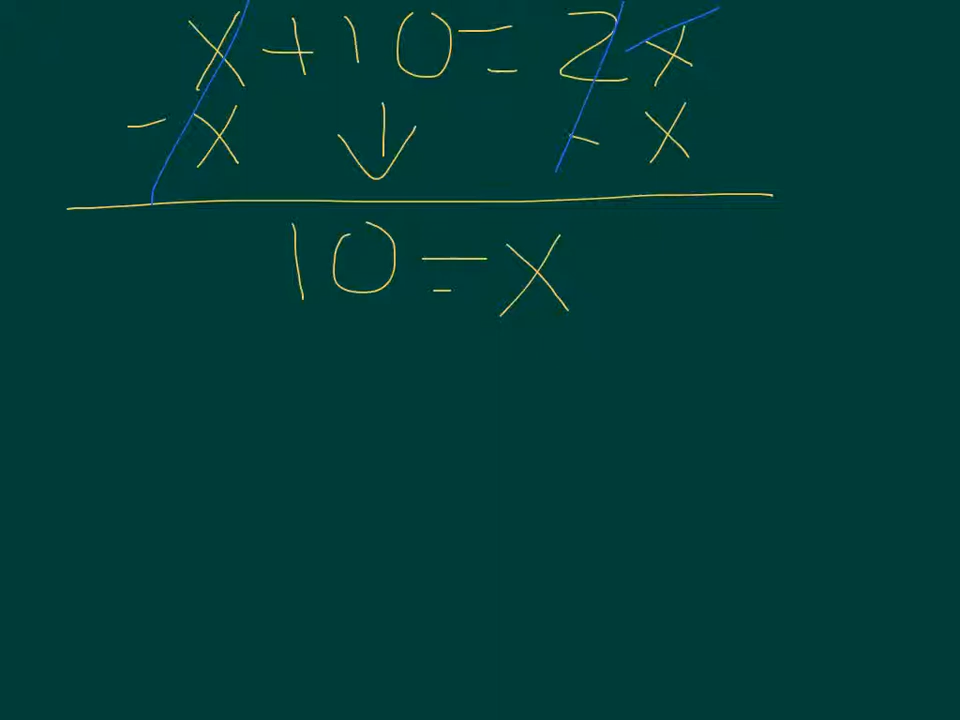 x + 10 = 2x
- x ↓ - x
10 = x